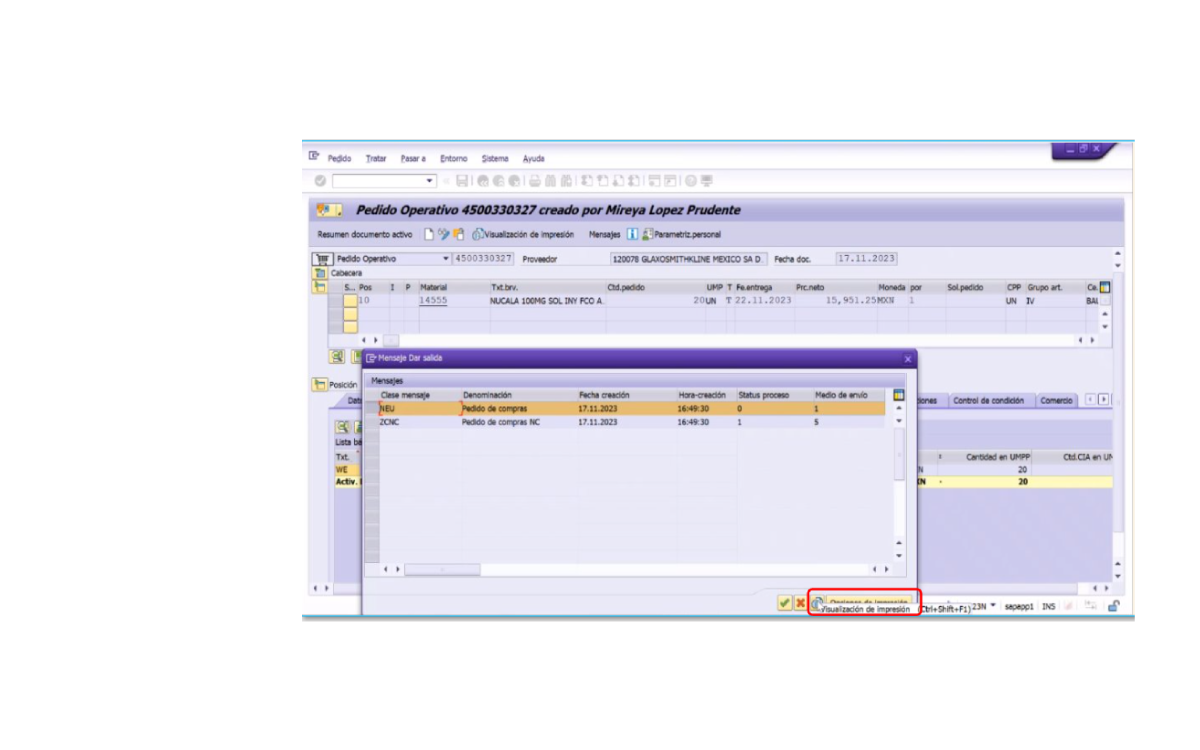 Pedido Tratar Pasar a Entorno Sistema Ayuda
Pedido Operativo 4500330327 creado por Mireya Lopez Prudente
Resumen documento activo Visualización de impresión Mensajes Parametriz.personal
Pedido Operativo 4500330327 Proveedor 120078 GLAXOSMITHKLINE MEXICO SA D. Fecha doc. 17.11.2023
Cabecera
S... Pos I P Material Txt.brv. Ctd.pedido UMP T Fe.entrega Prc.neto Moneda por Sol.pedido CPP Grupo art. Ce.
10 14555 NUCALA 100MG SOL INY FCO A. 20 UN T 22.11.2023 15,951.25 MXN 1 UN IV BAL
Mensaje Dar salida
Mensajes
Posición
Clase mensaje Denominación Fecha creación Hora-creación Status proceso Medio de envío
Dat iones Control de condición Comercio
NEU Pedido de compras 17.11.2023 16:49:30 0 1
ZCNC Pedido de compras NC 17.11.2023 16:49:30 1 5
Lista bá
Txt. Cantidad en UMPP Ctd.CIA en UM
WE N 20
Activ. 20
Opciones de impresión
Visualización de impresión (Ctrl+Shift+F1) 23N sapepp1 INS